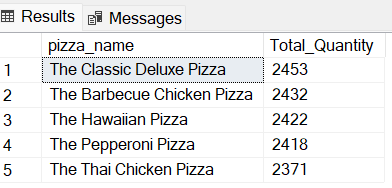 Results Messages
pizza_name Total_Quantity
1 The Classic Deluxe Pizza 2453
2 The Barbecue Chicken Pizza 2432
3 The Hawaiian Pizza 2422
4 The Pepperoni Pizza 2418
5 The Thai Chicken Pizza 2371